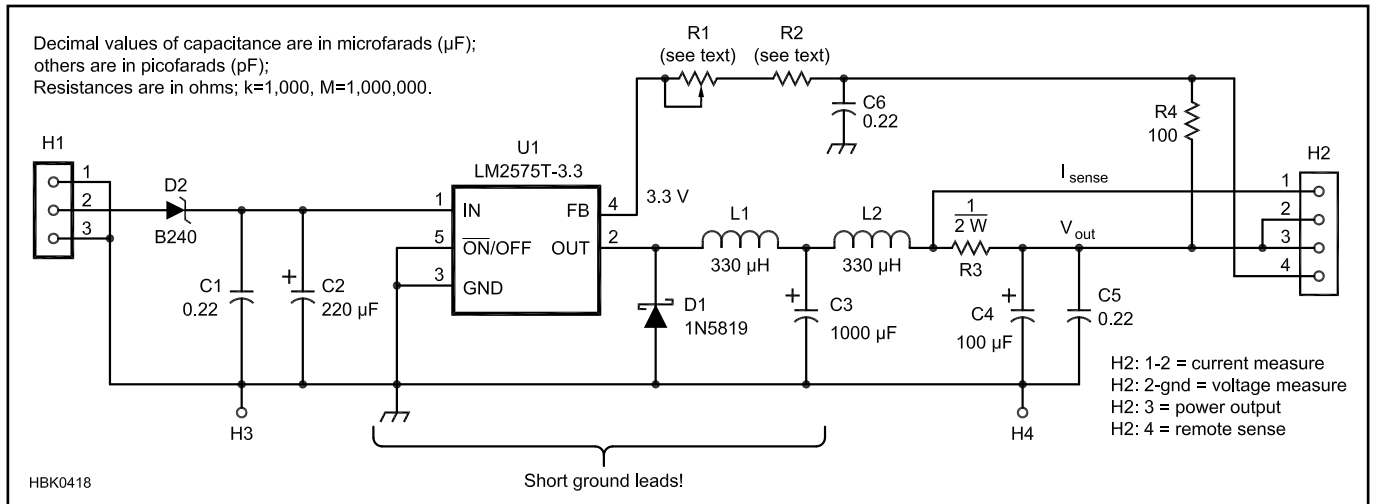 Decimal values of capacitance are in microfarads (µF);
others are in picofarads (pF);
Resistances are in ohms; k=1,000, M=1,000,000.
R1
(see text)
R2
(see text)
C6
0.22
R4
100
H1
1
2
3
D2
B240
U1
LM2575T-3.3
1
IN
FB
4
3.3 V
5
ON/OFF
OUT
2
3
GND
L1
330 µH
L2
330 µH
I sense
1
2 W
R3
V out
H2
1
2
3
4
C1
0.22
+
C2
220 µF
D1
1N5819
+
C3
1000 µF
+
C4
100 µF
C5
0.22
H2: 1-2 = current measure
H2: 2-gnd = voltage measure
H2: 3 = power output
H2: 4 = remote sense
H3
H4
Short ground leads!
HBK0418